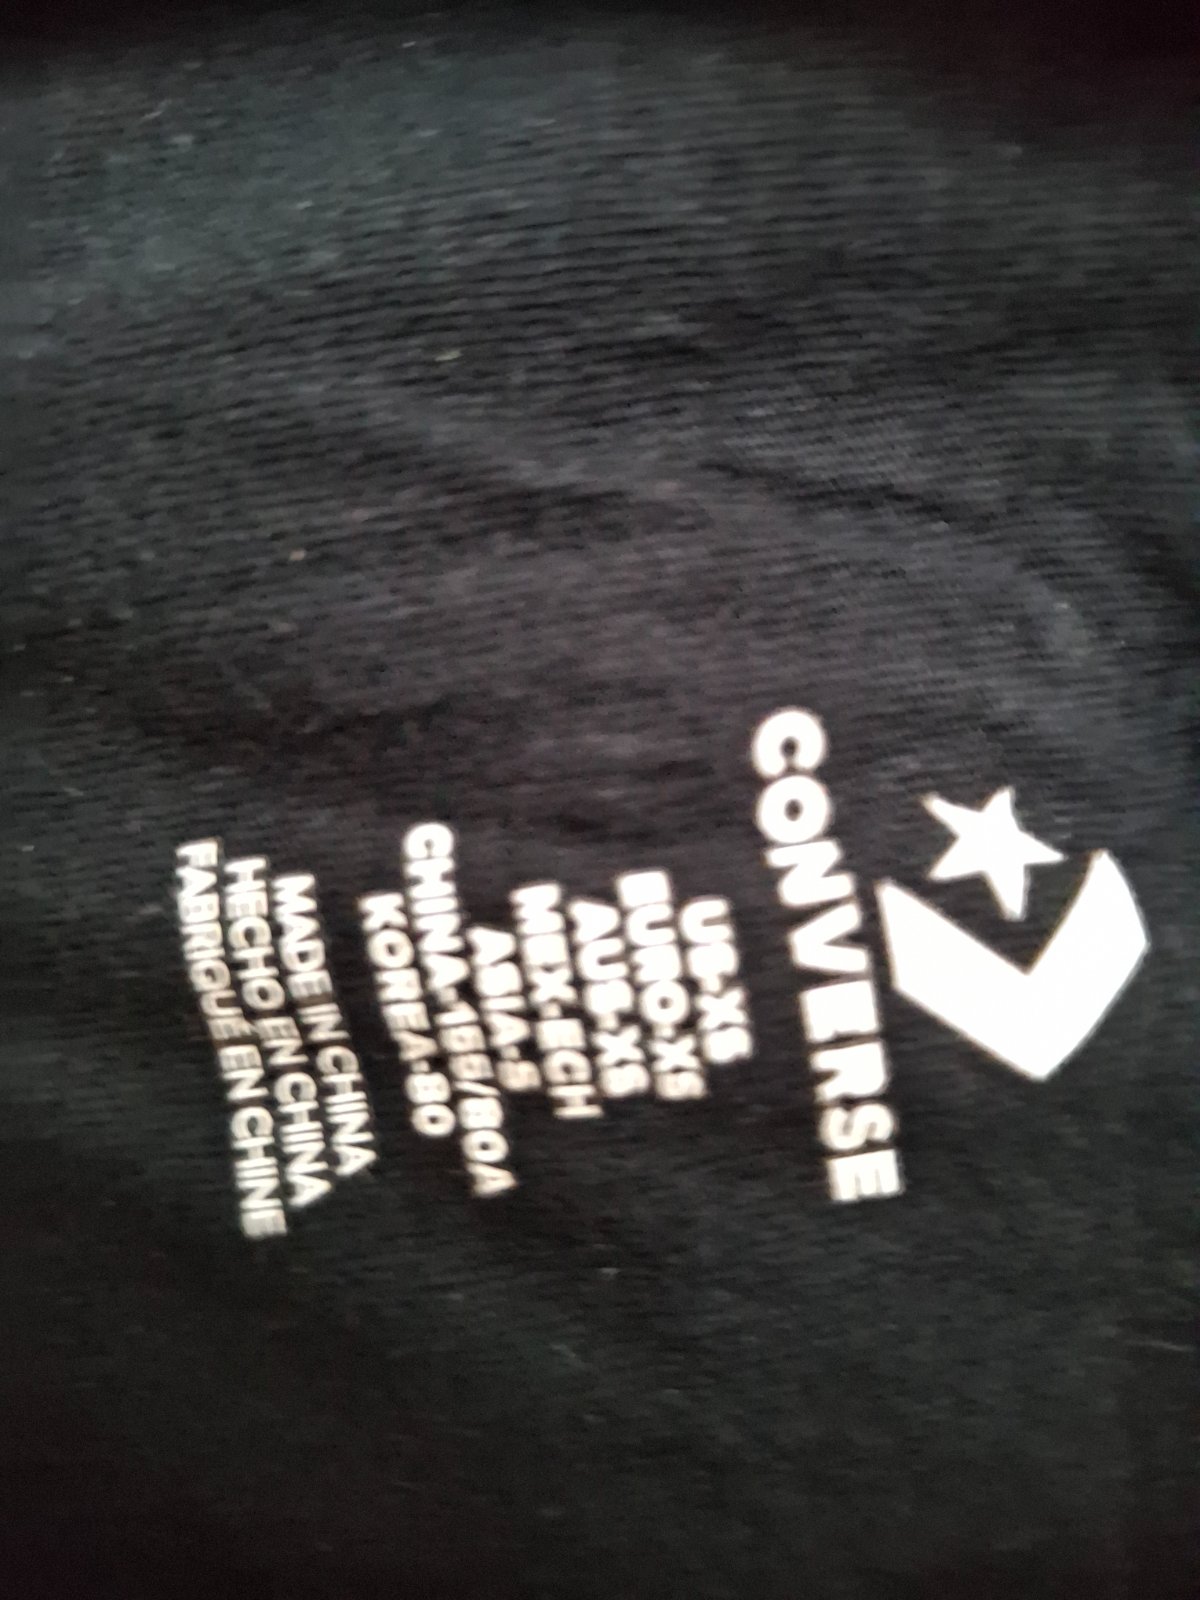 CONVERSE
US-XS
EURO-XS
AUS-XS
MEX-ECH
ASIA-S
CHINA-155/80A
KOREA-80
MADE IN CHINA
HECHO EN CHINA
FABRIQUÉ EN CHINE